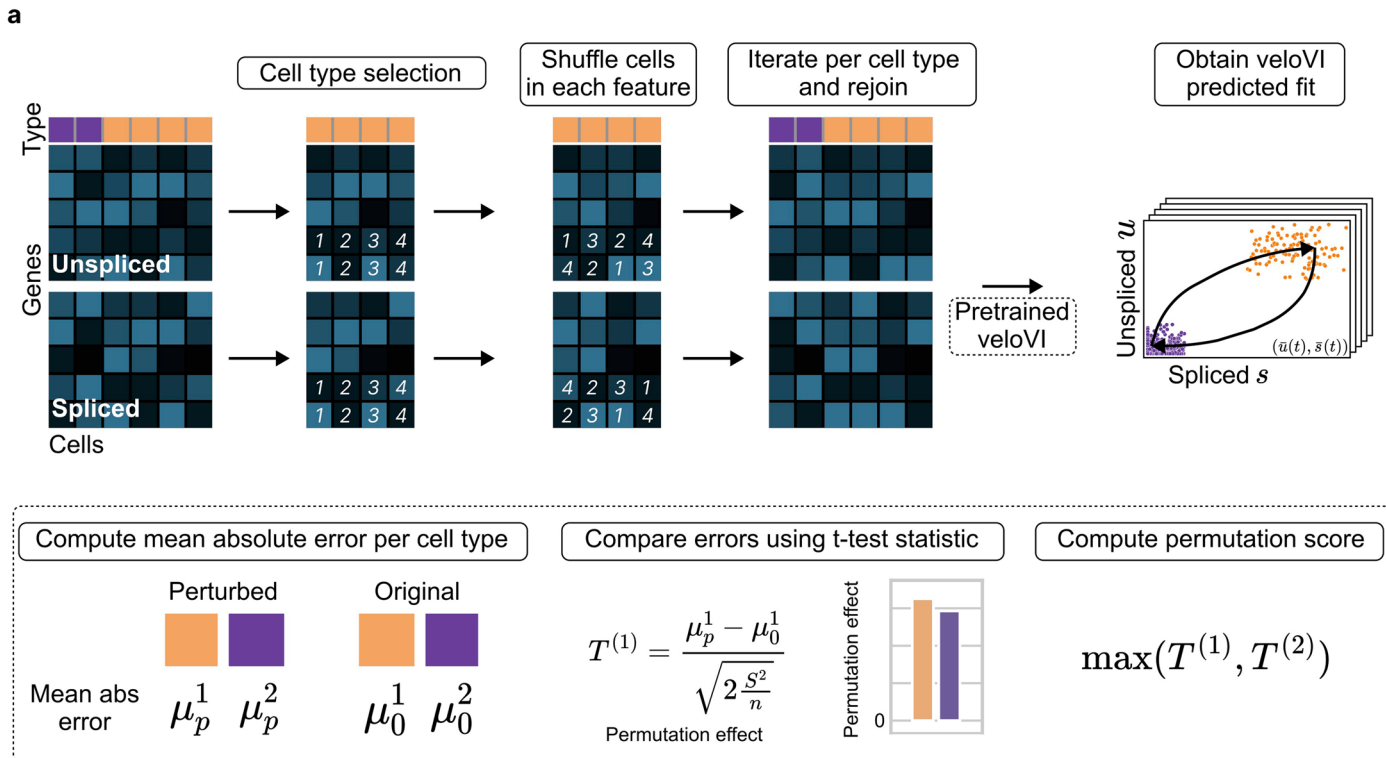 a
Cell type selection
Shuffle cells
in each feature
Iterate per cell type
and rejoin
Obtain veloVI
predicted fit
Type
Genes
Unspliced
1 2 3 4
1 2 3 4
1 3 2 4
4 2 1 3
Spliced
1 2 3 4
1 2 3 4
4 2 3 1
2 3 1 4
Cells
Pretrained
veloVI
Unspliced u
(ū(t), s̄(t))
Spliced s
Compute mean absolute error per cell type
Perturbed Original
Mean abs
error
μ_p^1 μ_p^2 μ_0^1 μ_0^2
Compare errors using t-test statistic
T^{(1)} = \frac{μ_p^1 − μ_0^1}{\sqrt{2\frac{S^2}{n}}}
Permutation effect
Permutation effect
0
Compute permutation score
max(T^{(1)}, T^{(2)})